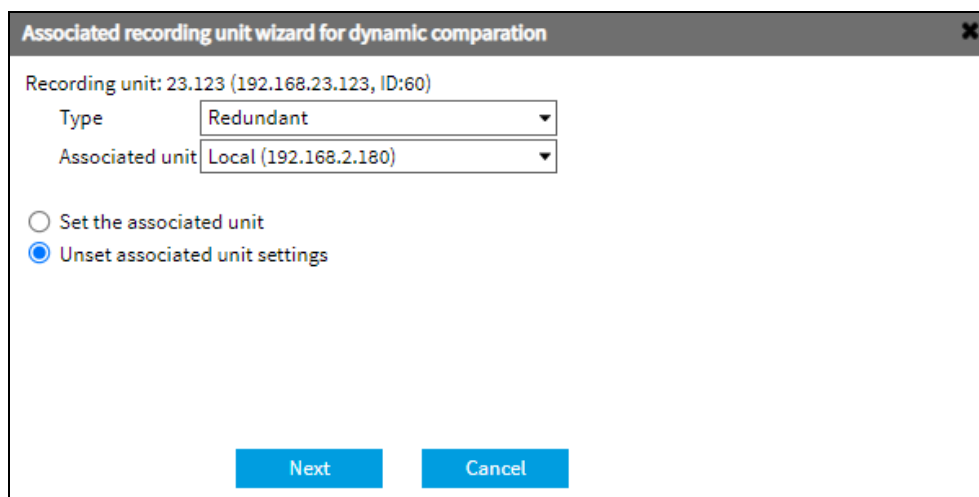 Associated recording unit wizard for dynamic comparation
Recording unit: 23.123 (192.168.23.123, ID:60)
Type Redundant
Associated unit Local (192.168.2.180)
Set the associated unit
Unset associated unit settings
Next Cancel